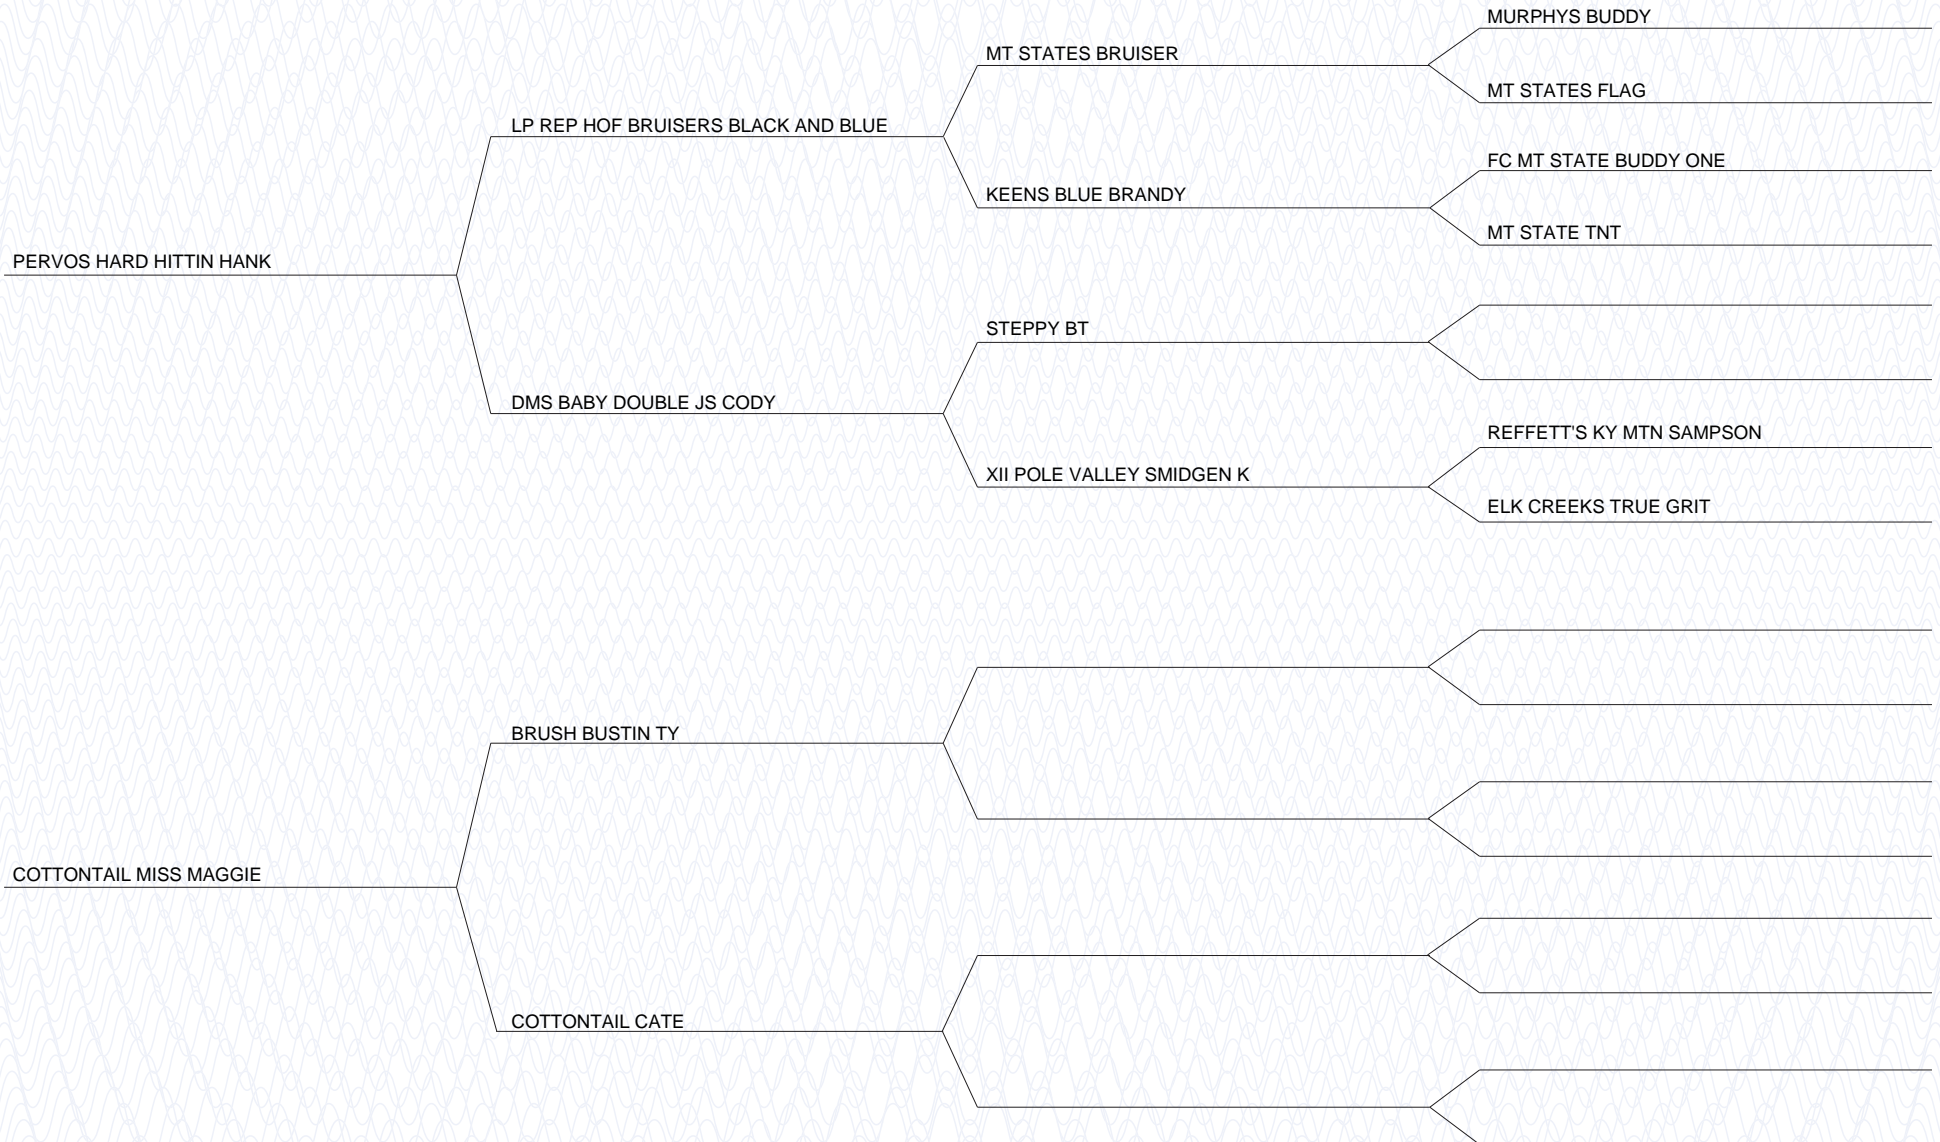 MURPHYS BUDDY
MT STATES BRUISER
MT STATES FLAG
LP REP HOF BRUISERS BLACK AND BLUE
FC MT STATE BUDDY ONE
KEENS BLUE BRANDY
MT STATE TNT
PERVOS HARD HITTIN HANK
STEPPY BT
DMS BABY DOUBLE JS CODY
REFFETT'S KY MTN SAMPSON
XII POLE VALLEY SMIDGEN K
ELK CREEKS TRUE GRIT
BRUSH BUSTIN TY
COTTONTAIL MISS MAGGIE
COTTONTAIL CATE